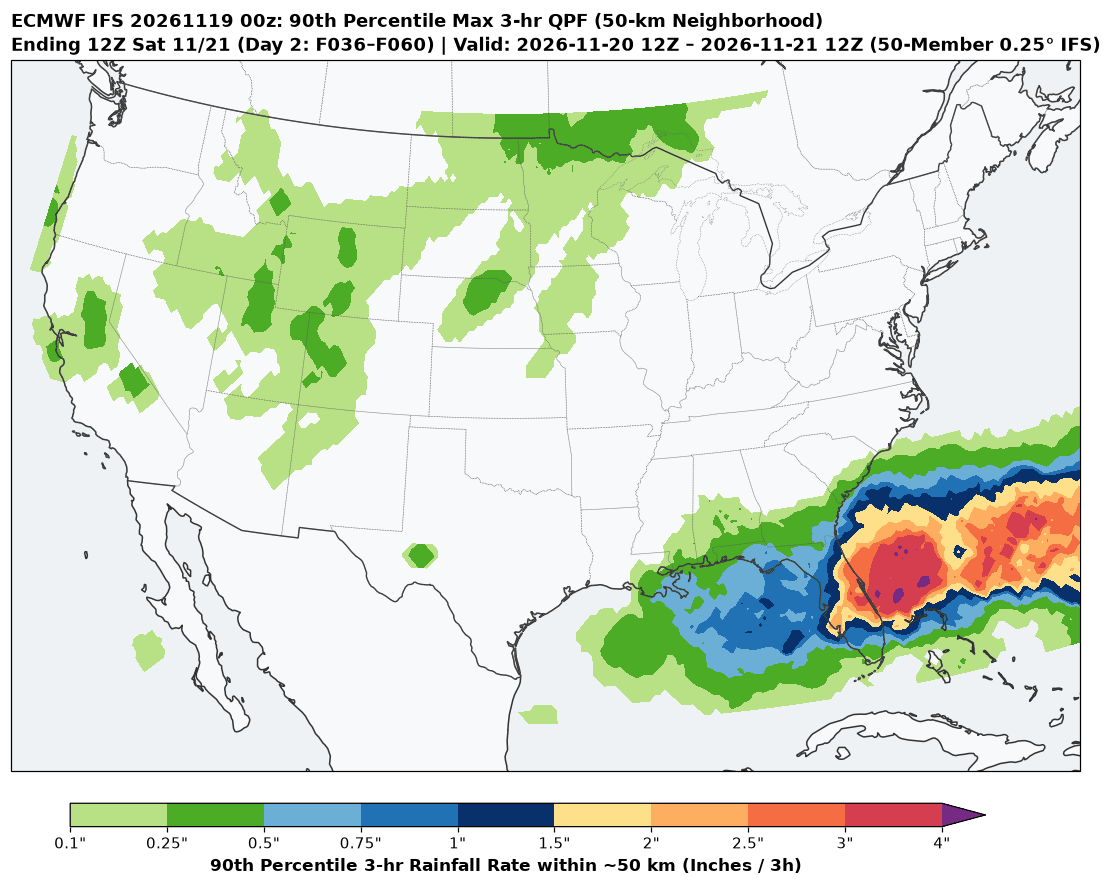 ECMWF IFS 20261119 00z: 90th Percentile Max 3-hr QPF (50-km Neighborhood)
Ending 12Z Sat 11/21 (Day 2: F036–F060) | Valid: 2026-11-20 12Z – 2026-11-21 12Z (50-Member 0.25° IFS)
0.1" 0.25" 0.5" 0.75" 1" 1.5" 2" 2.5" 3" 4"
90th Percentile 3-hr Rainfall Rate within ~50 km (Inches / 3h)